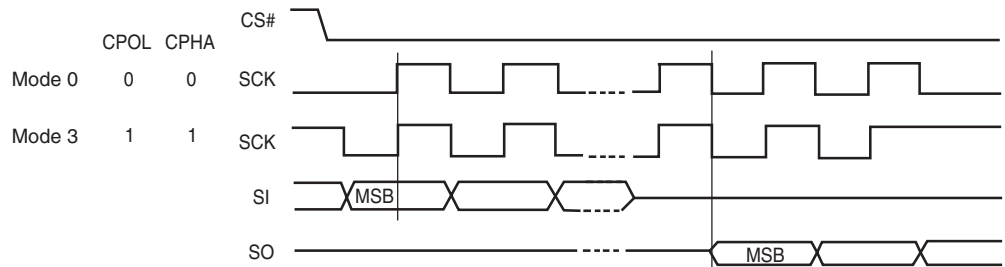 CS#
CPOL CPHA
Mode 0 0 0 SCK
Mode 3 1 1 SCK
SI MSB
SO MSB